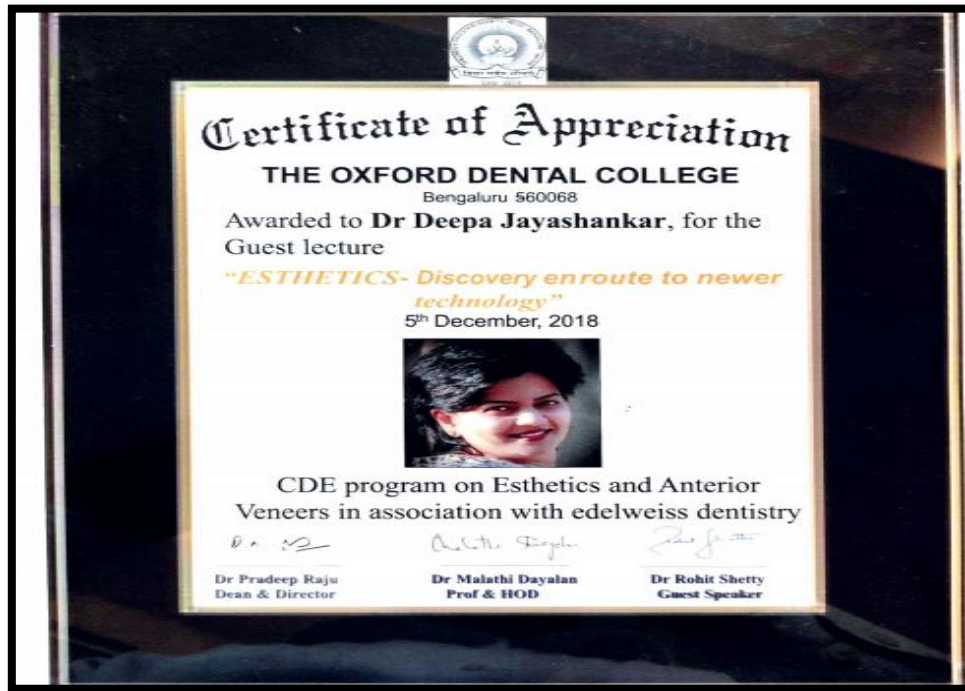 Certificate of Appreciation
THE OXFORD DENTAL COLLEGE
Bengaluru 560068
Awarded to Dr Deepa Jayashankar, for the
Guest lecture
"ESTHETICS- Discovery enroute to newer
technology"
5th December, 2018
CDE program on Esthetics and Anterior
Veneers in association with edelweiss dentistry
Dr Pradeep Raju
Dr Malathi Dayalan
Dr Rohit Shetty
Dean & Director
Prof & HOD
Guest Speaker